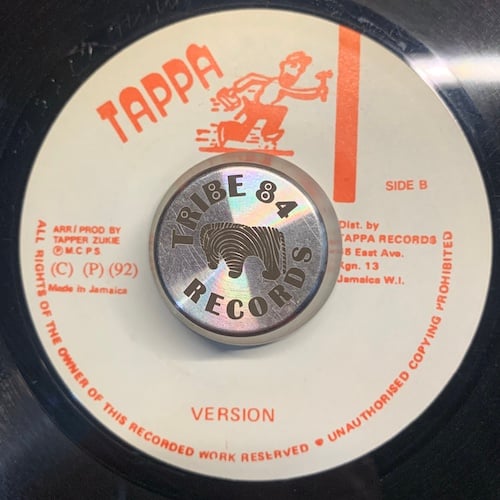 TAPPA
SIDE B
TRIBE 84
RECORDS
ARR/ PROD BY
TAPPER ZUKIE
Ⓟ M.C P S
(C) (P) (92)
Made in Jamaica
Dist. by
TAPPA RECORDS
East Ave.
Kgn. 13
Jamaica W.I.
VERSION
ALL RIGHTS OF THE OWNER OF THIS RECORDED WORK RESERVED ● UNAUTHORISED COPYING PROHIBITED